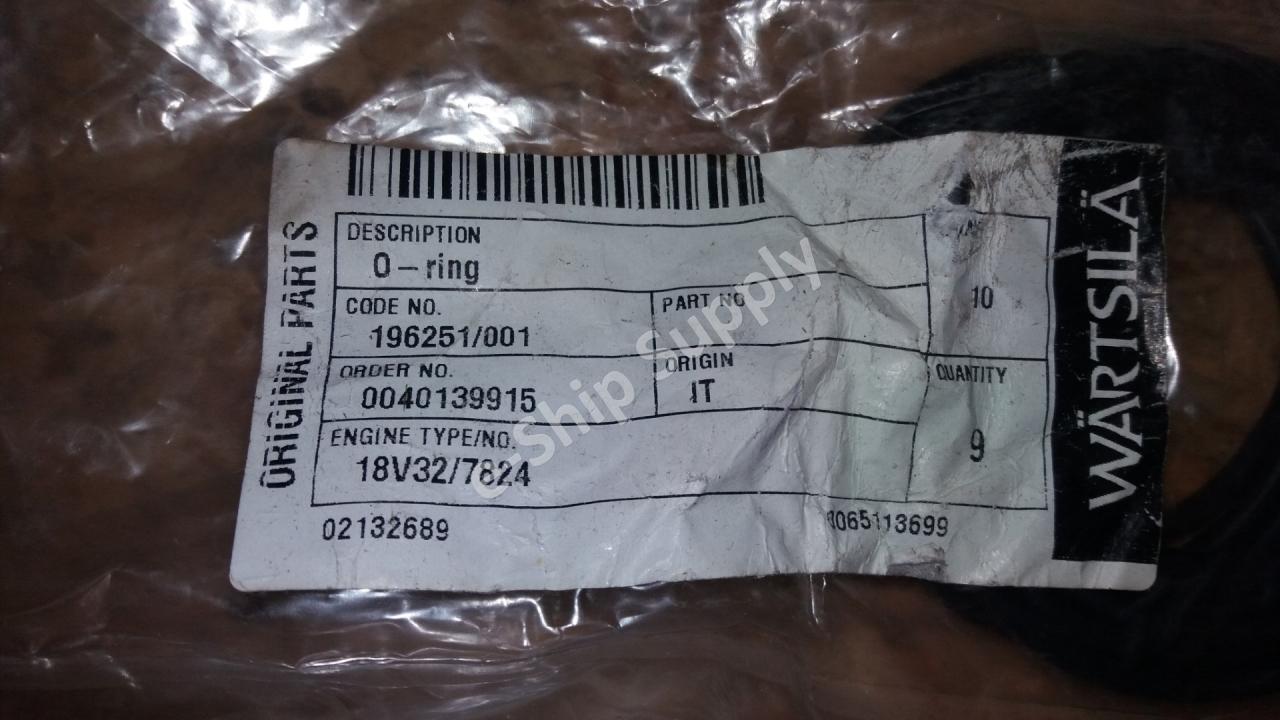 ORIGINAL PARTS
DESCRIPTION
O-ring
CODE NO.
196251/001
PART NO
10
ORDER NO.
0040139915
ORIGIN
IT
QUANTITY
9
ENGINE TYPE/NO.
18V32/7824
02132689
065113699
WÄRTSILÄ
Ship Supply